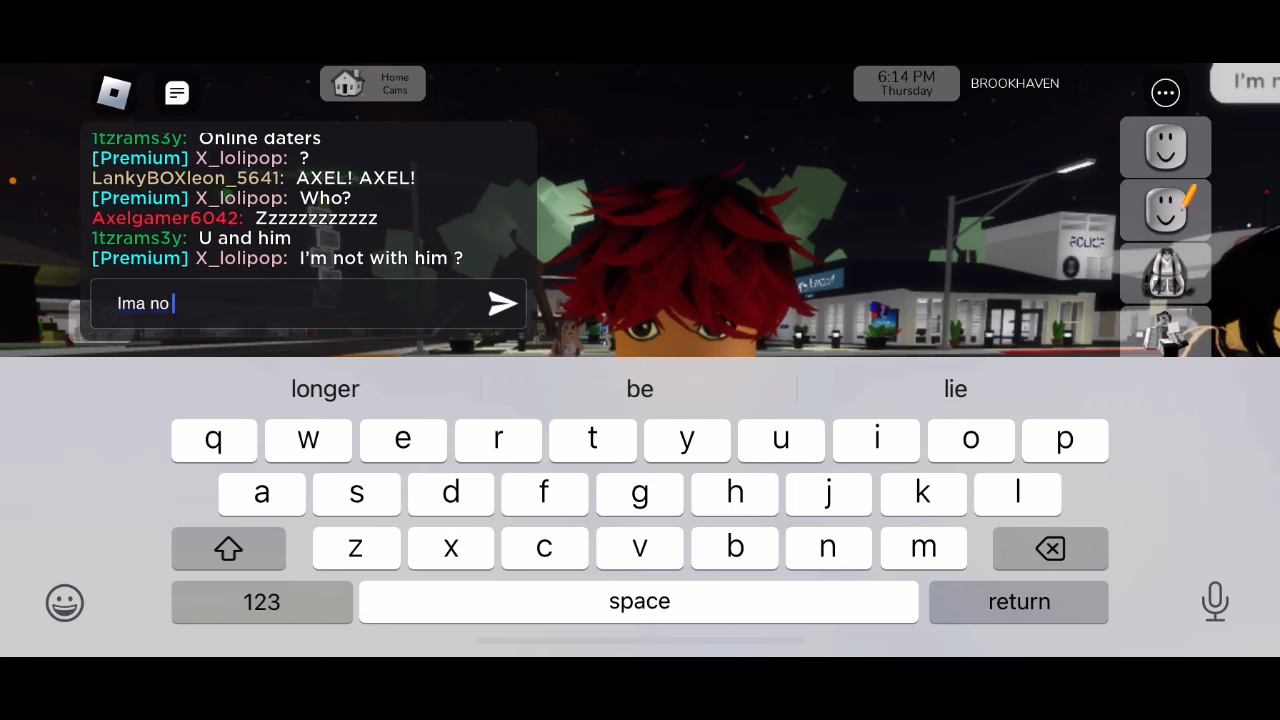 Home
Cams
6:14 PM
Thursday
BROOKHAVEN
I'm
1tzrams3y: Online daters
[Premium] X_lolipop: ?
LankyBOXleon_5641: AXEL! AXEL!
[Premium] X_lolipop: Who?
Axelgamer6042: Zzzzzzzzzzzz
1tzrams3y: U and him
[Premium] X_lolipop: I'm not with him ?
Ima no
POLICE
longer be lie
q w e r t y u i o p
a s d f g h j k l
z x c v b n m
123 space return